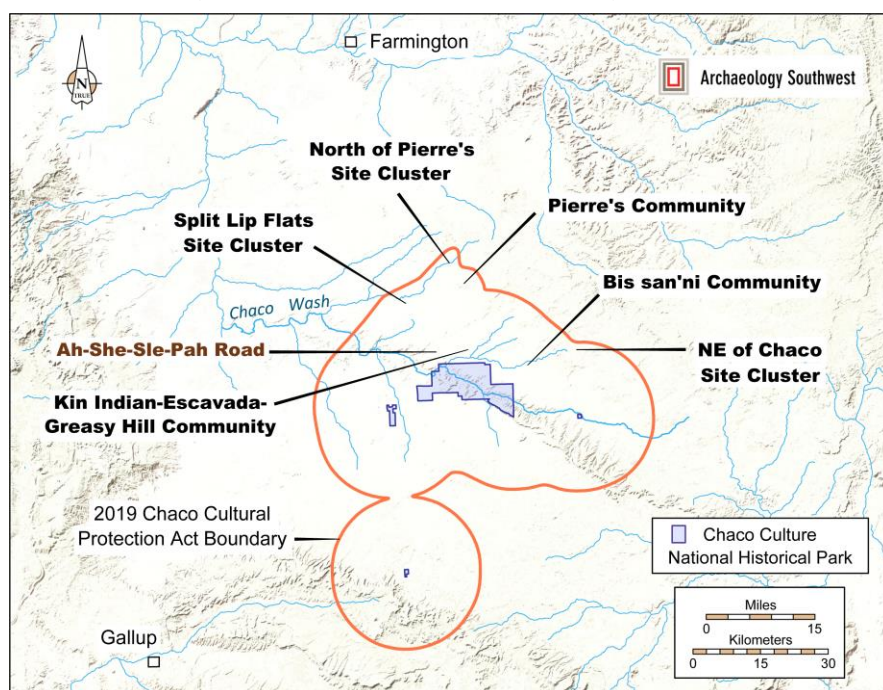 Farmington
N
TRUE
Archaeology Southwest
North of Pierre's
Site Cluster
Pierre's Community
Split Lip Flats
Site Cluster
Bis san'ni Community
Chaco Wash
Ah-She-Sle-Pah Road
NE of Chaco
Site Cluster
Kin Indian-Escavada-
Greasy Hill Community
2019 Chaco Cultural
Protection Act Boundary
Chaco Culture
National Historical Park
Miles
0 15
Kilometers
0 15 30
Gallup